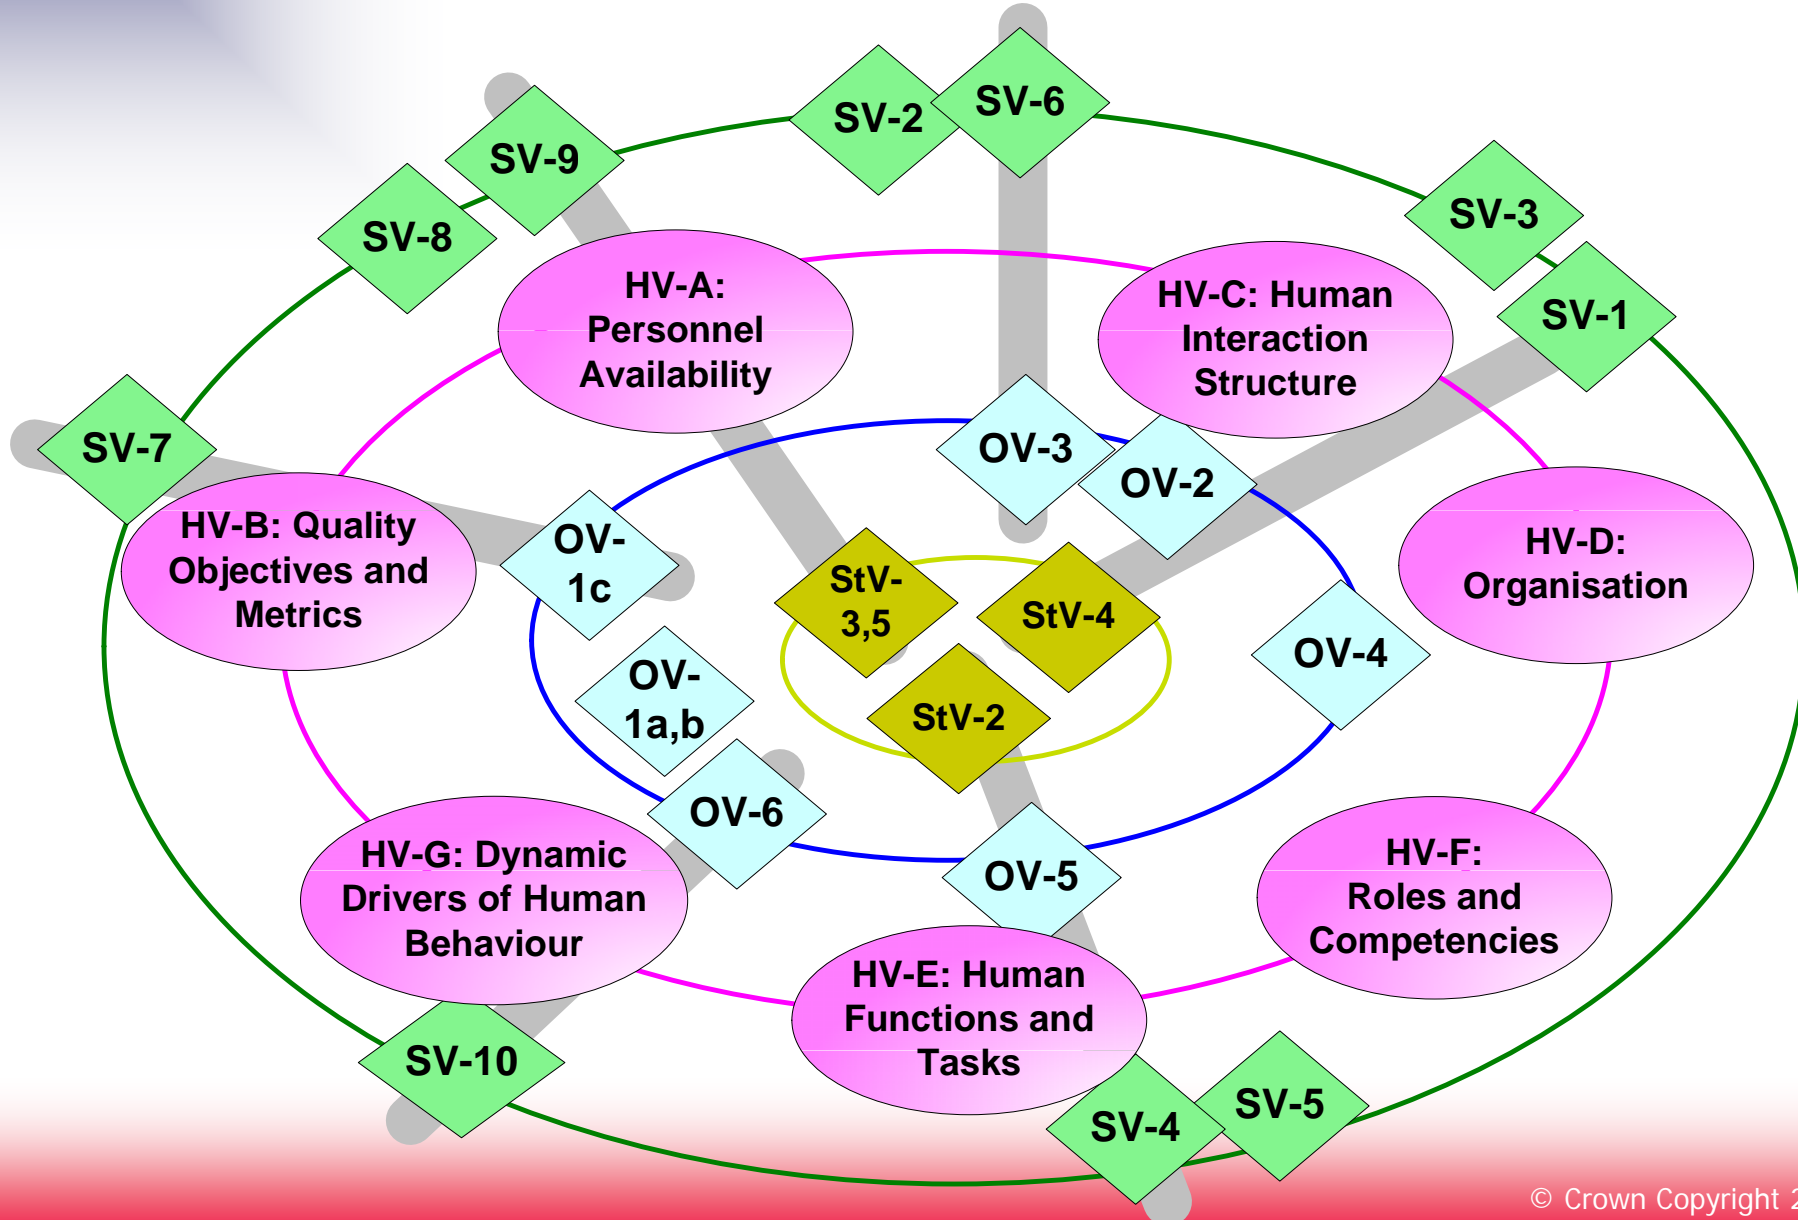 SV-2
SV-6
SV-9
SV-8
SV-3
SV-1
HV-A:
Personnel
Availability
HV-C: Human
Interaction
Structure
SV-7
OV-3
OV-2
HV-B: Quality
Objectives and
Metrics
OV-
1c
HV-D:
Organisation
StV-
3,5
StV-4
OV-4
OV-
1a,b
StV-2
OV-6
HV-G: Dynamic
Drivers of Human
Behaviour
OV-5
HV-F:
Roles and
Competencies
HV-E: Human
Functions and
Tasks
SV-10
SV-4
SV-5
© Crown Copyright 2